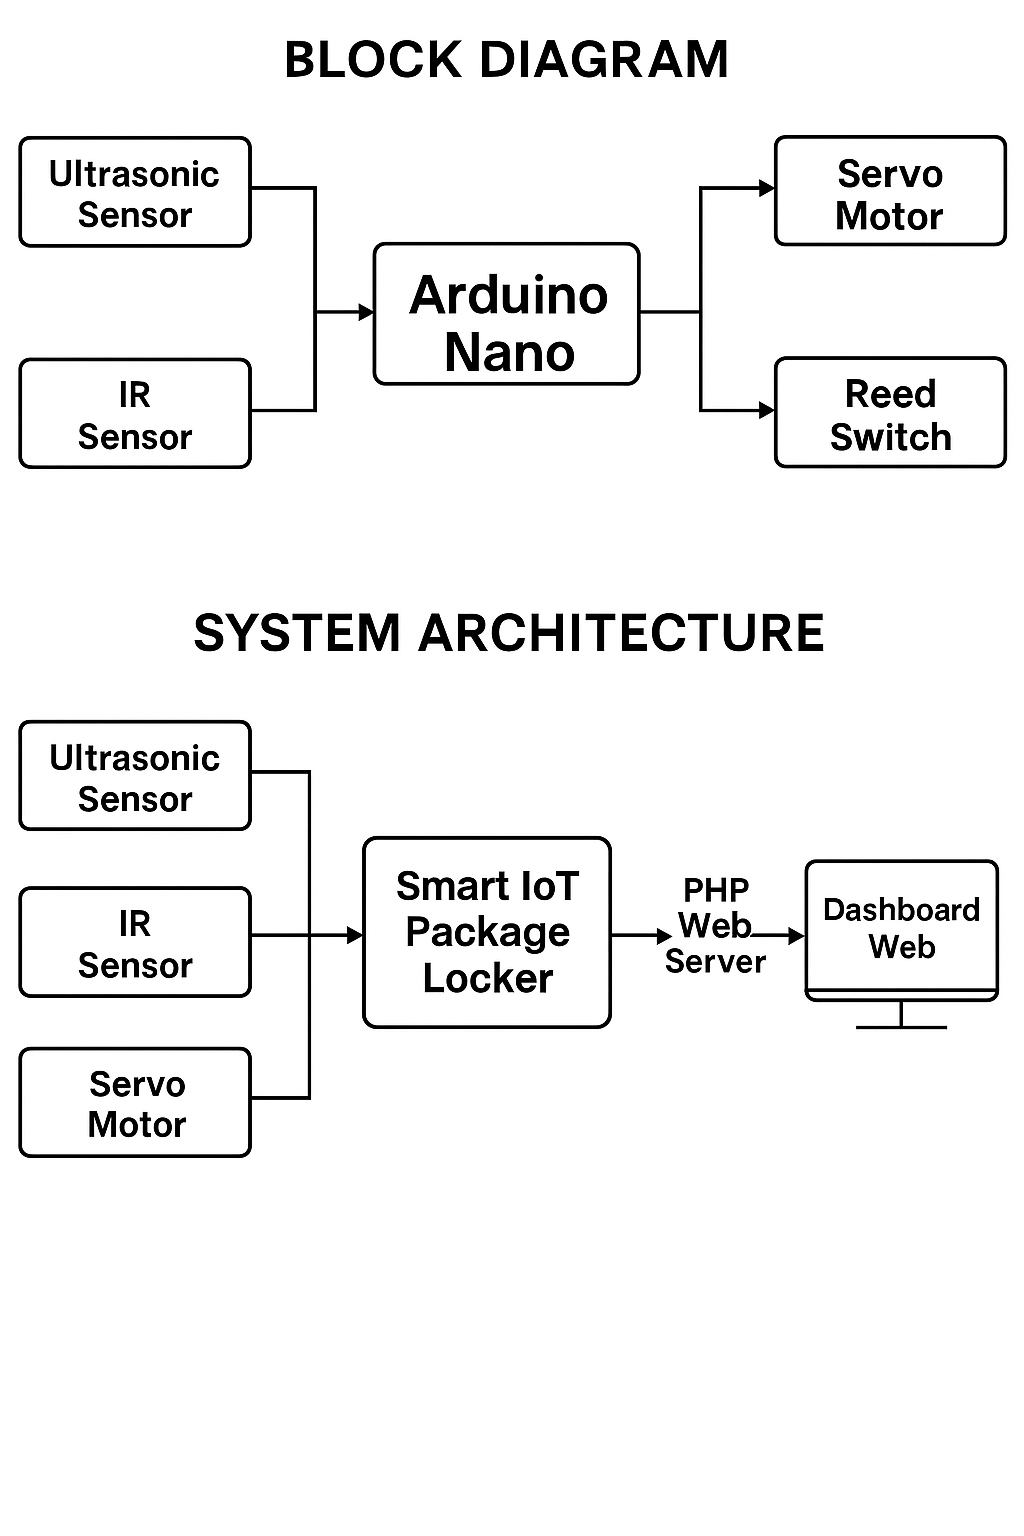 BLOCK DIAGRAM
Ultrasonic
Sensor
IR
Sensor
Arduino
Nano
Servo
Motor
Reed
Switch
SYSTEM ARCHITECTURE
Ultrasonic
Sensor
IR
Sensor
Servo
Motor
Smart IoT
Package
Locker
PHP
Web
Server
Dashboard
Web